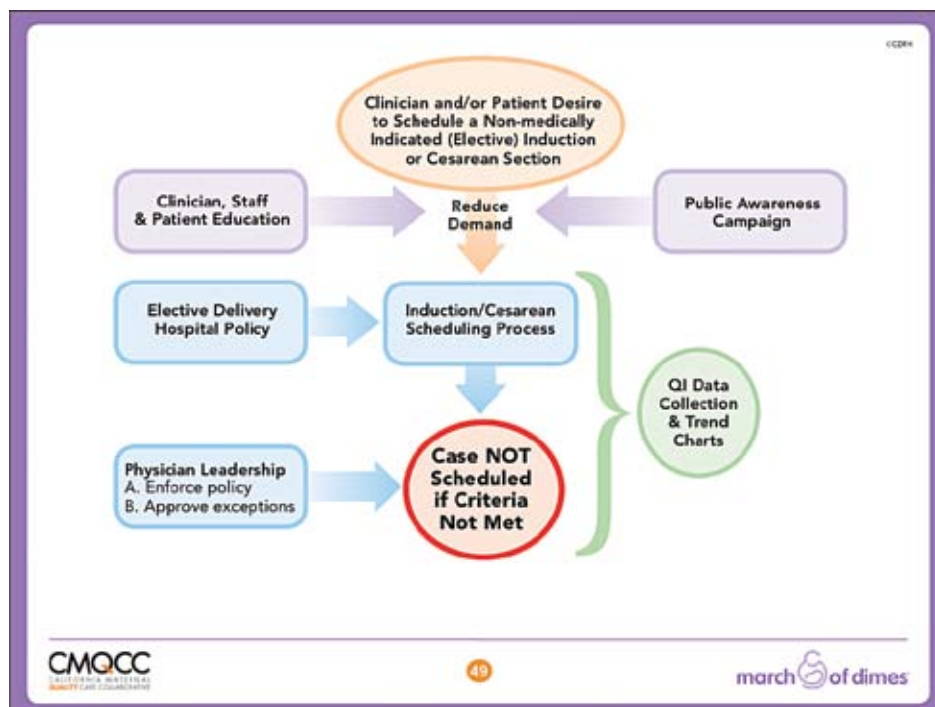 Clinician and/or Patient Desire
to Schedule a Non-medically
Indicated (Elective) Induction
or Cesarean Section
Clinician, Staff
& Patient Education
Reduce
Demand
Public Awareness
Campaign
Elective Delivery
Hospital Policy
Induction/Cesarean
Scheduling Process
QI Data
Collection
& Trend
Charts
Physician Leadership
A. Enforce policy
B. Approve exceptions
Case NOT
Scheduled
if Criteria
Not Met
CMQCC
CALIFORNIA MATERNAL
QUALITY CARE COLLABORATIVE
49
march of dimes